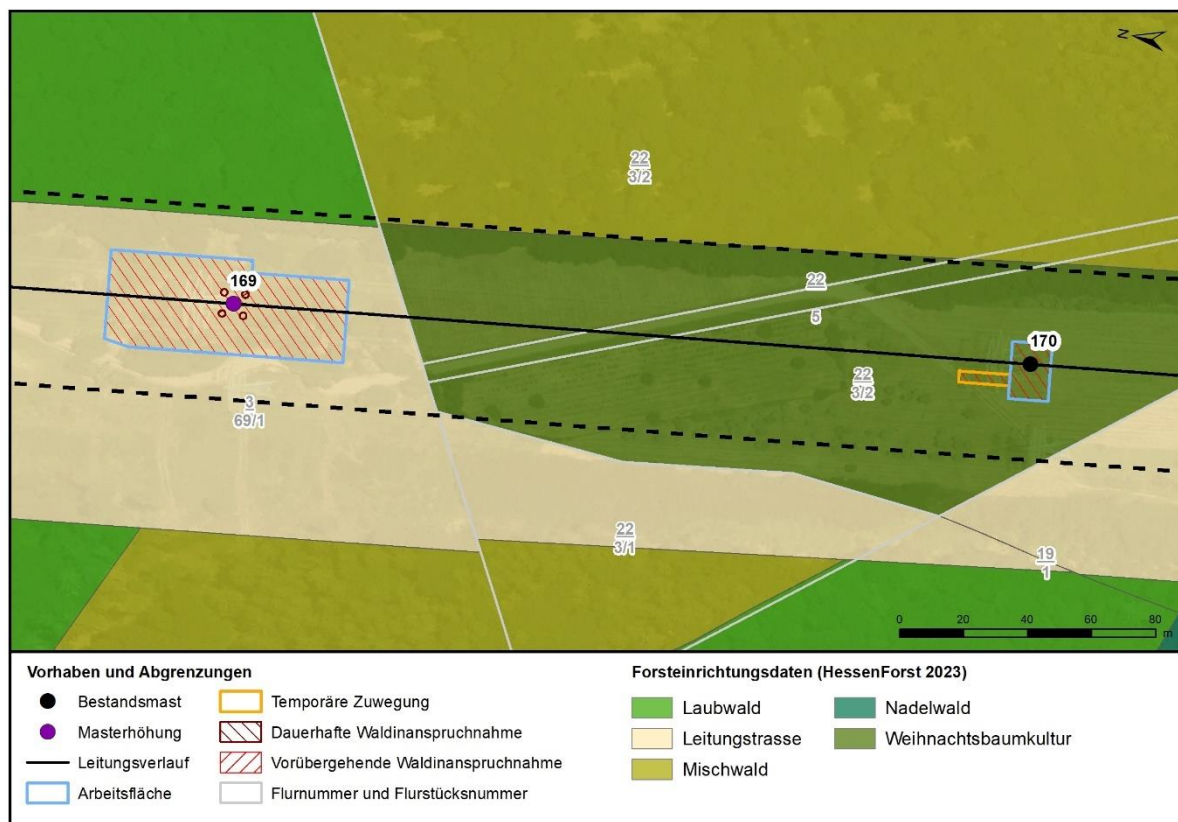 Z
22
3/2
169
22
5
170
22
3/2
3
69/1
22
3/1
19
1
0 20 40 60 80
m
Vorhaben und Abgrenzungen
Bestandsmast
Masterhöhung
Leitungsverlauf
Arbeitsfläche
Temporäre Zuwegung
Dauerhafte Waldinanspruchnahme
Vorübergehende Waldinanspruchnahme
Flurnummer und Flurstücksnummer
Forsteinrichtungsdaten (HessenForst 2023)
Laubwald
Leitungstrasse
Mischwald
Nadelwald
Weihnachtsbaumkultur